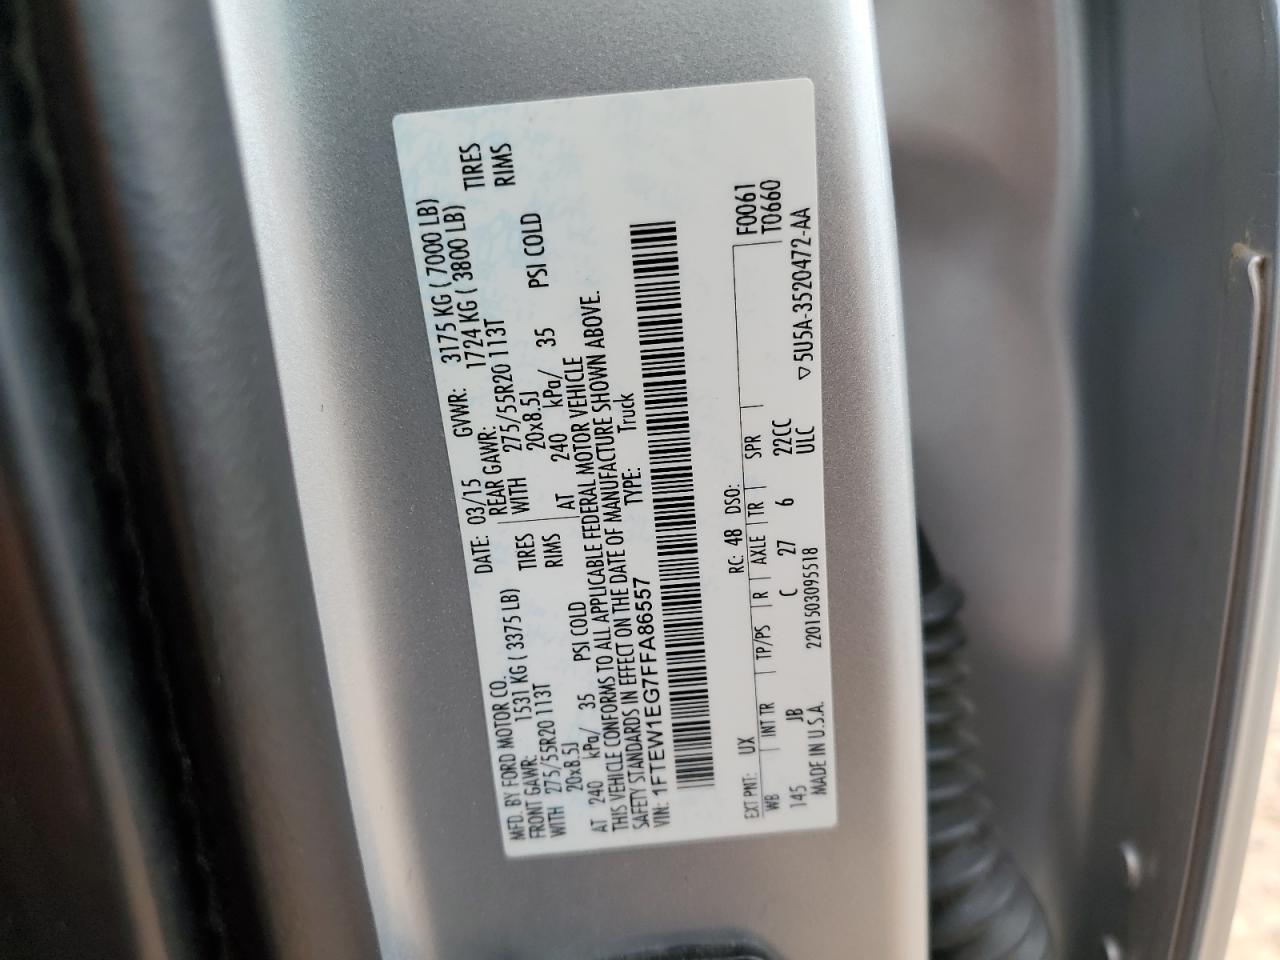 MFD. BY FORD MOTOR CO.
DATE: 03/15 GVWR: 3175 KG ( 7000 LB)
FRONT GAWR: 1531 KG ( 3375 LB) REAR GAWR: 1724 KG ( 3800 LB)
WITH 275/55R20 113T TIRES WITH 275/55R20 113T TIRES
20x8.5J RIMS 20x8.5J RIMS
AT 240 kPa/ 35 PSI COLD AT 240 kPa/ 35 PSI COLD
THIS VEHICLE CONFORMS TO ALL APPLICABLE FEDERAL MOTOR VEHICLE
SAFETY STANDARDS IN EFFECT ON THE DATE OF MANUFACTURE SHOWN ABOVE.
VIN: 1FTEW1EG7FFA86557 TYPE: Truck
F0061
T0660
EXT PNT: UX RC: 48 DSO:
WB INT TR TP/PS R AXLE TR SPR
145 JB C 27 6 22CC
MADE IN U.S.A. 2201503095518 ULC ▽5U5A-3520472-AA